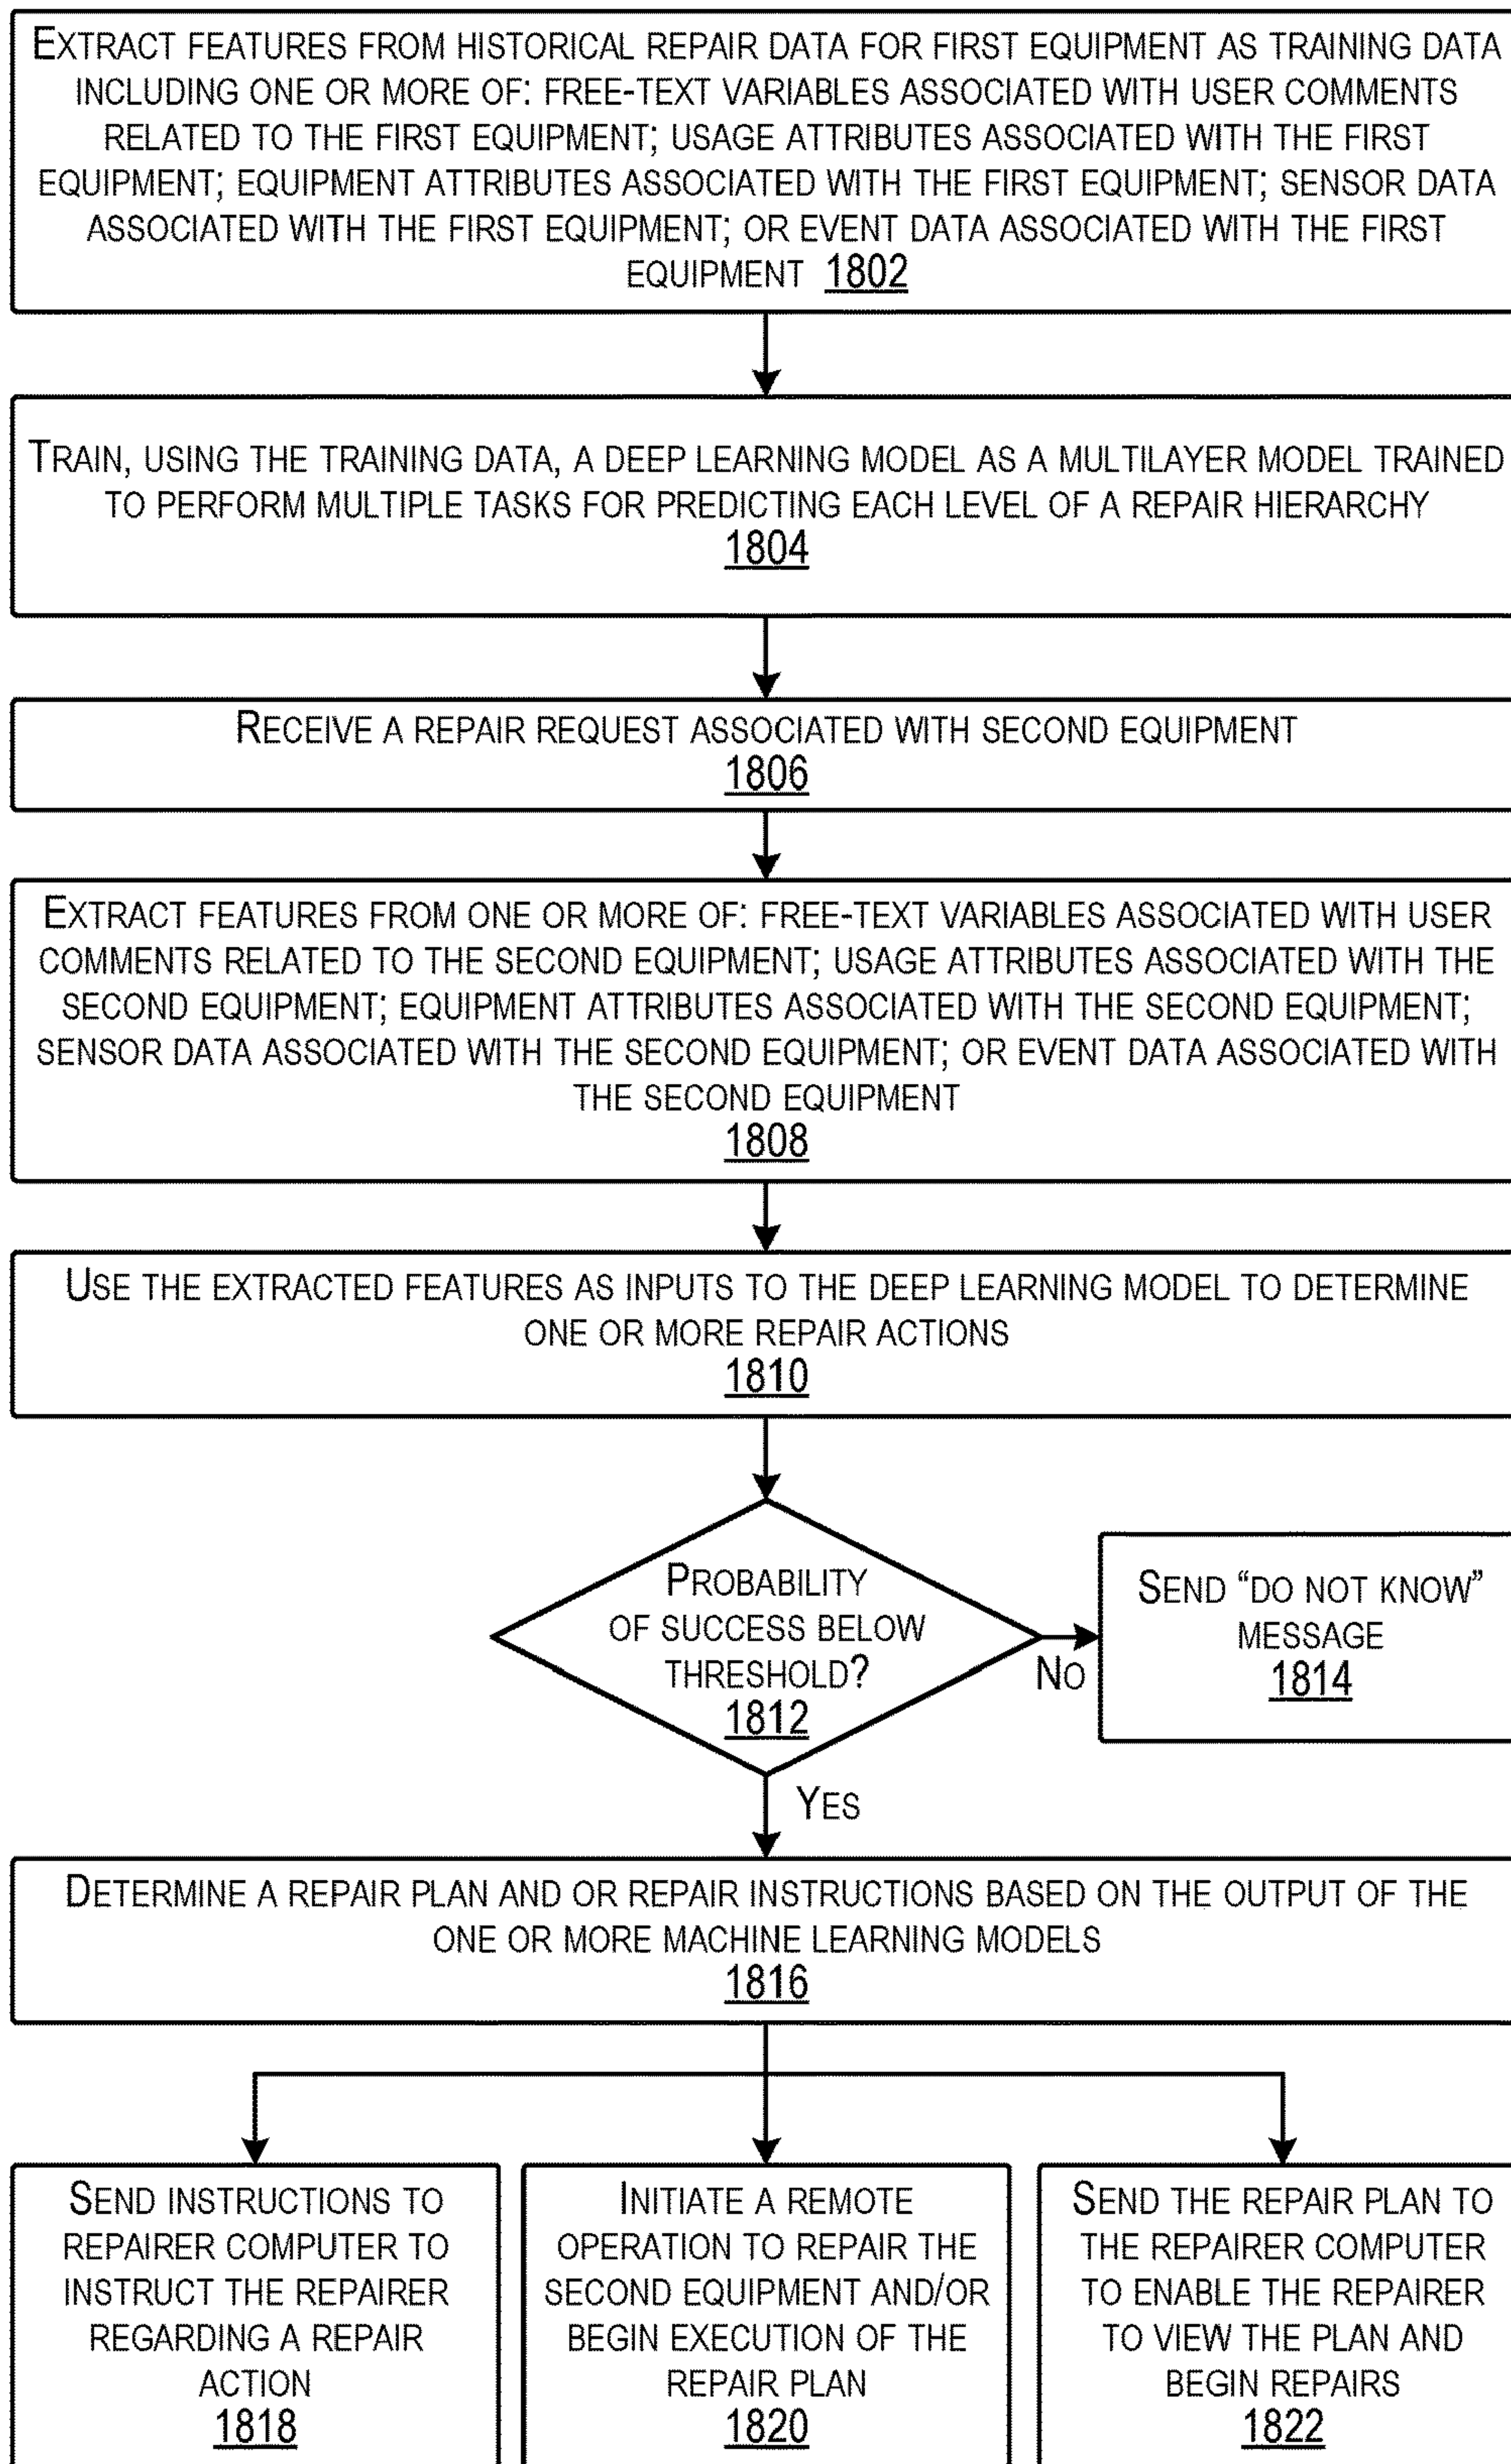 EXTRACT FEATURES FROM HISTORICAL REPAIR DATA FOR FIRST EQUIPMENT AS TRAINING DATA
INCLUDING ONE OR MORE OF: FREE-TEXT VARIABLES ASSOCIATED WITH USER COMMENTS
RELATED TO THE FIRST EQUIPMENT; USAGE ATTRIBUTES ASSOCIATED WITH THE FIRST
EQUIPMENT; EQUIPMENT ATTRIBUTES ASSOCIATED WITH THE FIRST EQUIPMENT; SENSOR DATA
ASSOCIATED WITH THE FIRST EQUIPMENT; OR EVENT DATA ASSOCIATED WITH THE FIRST
EQUIPMENT 1802
TRAIN, USING THE TRAINING DATA, A DEEP LEARNING MODEL AS A MULTILAYER MODEL TRAINED
TO PERFORM MULTIPLE TASKS FOR PREDICTING EACH LEVEL OF A REPAIR HIERARCHY
1804
RECEIVE A REPAIR REQUEST ASSOCIATED WITH SECOND EQUIPMENT
1806
EXTRACT FEATURES FROM ONE OR MORE OF: FREE-TEXT VARIABLES ASSOCIATED WITH USER
COMMENTS RELATED TO THE SECOND EQUIPMENT; USAGE ATTRIBUTES ASSOCIATED WITH THE
SECOND EQUIPMENT; EQUIPMENT ATTRIBUTES ASSOCIATED WITH THE SECOND EQUIPMENT;
SENSOR DATA ASSOCIATED WITH THE SECOND EQUIPMENT; OR EVENT DATA ASSOCIATED WITH
THE SECOND EQUIPMENT
1808
USE THE EXTRACTED FEATURES AS INPUTS TO THE DEEP LEARNING MODEL TO DETERMINE
ONE OR MORE REPAIR ACTIONS
1810
PROBABILITY
OF SUCCESS BELOW
THRESHOLD?
1812
NO
SEND “DO NOT KNOW”
MESSAGE
1814
YES
DETERMINE A REPAIR PLAN AND OR REPAIR INSTRUCTIONS BASED ON THE OUTPUT OF THE
ONE OR MORE MACHINE LEARNING MODELS
1816
SEND INSTRUCTIONS TO
REPAIRER COMPUTER TO
INSTRUCT THE REPAIRER
REGARDING A REPAIR
ACTION
1818
INITIATE A REMOTE
OPERATION TO REPAIR THE
SECOND EQUIPMENT AND/OR
BEGIN EXECUTION OF THE
REPAIR PLAN
1820
SEND THE REPAIR PLAN TO
THE REPAIRER COMPUTER
TO ENABLE THE REPAIRER
TO VIEW THE PLAN AND
BEGIN REPAIRS
1822